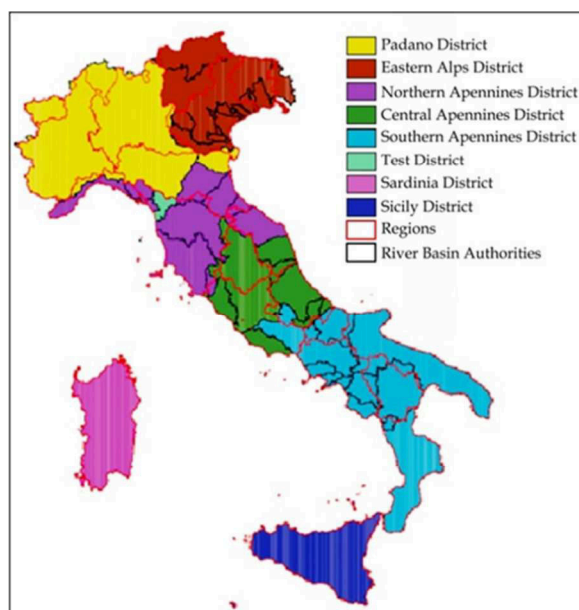 Padano District
Eastern Alps District
Northern Apennines District
Central Apennines District
Southern Apennines District
Test District
Sardinia District
Sicily District
Regions
River Basin Authorities